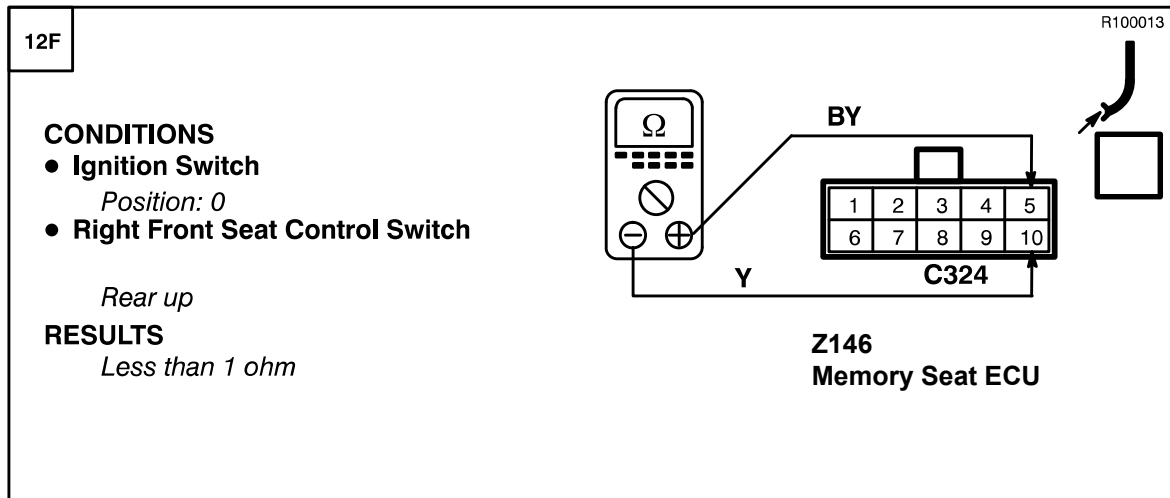 12F
R100013
CONDITIONS
● Ignition Switch
Position: 0
● Right Front Seat Control Switch
Rear up
RESULTS
Less than 1 ohm
Ω
BY
1 2 3 4 5
6 7 8 9 10
Y
C324
Z146
Memory Seat ECU